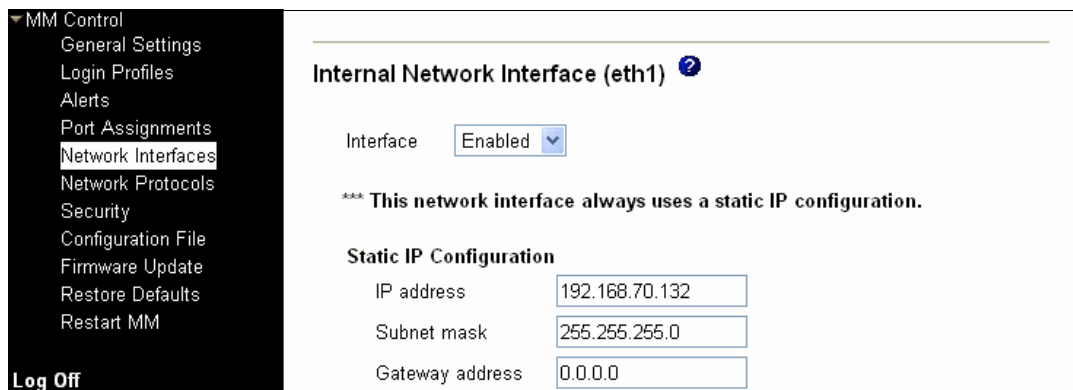 MM Control
General Settings
Login Profiles
Alerts
Port Assignments
Network Interfaces
Network Protocols
Security
Configuration File
Firmware Update
Restore Defaults
Restart MM
Log Off
Internal Network Interface (eth1) ?
Interface Enabled
*** This network interface always uses a static IP configuration.
Static IP Configuration
IP address 192.168.70.132
Subnet mask 255.255.255.0
Gateway address 0.0.0.0